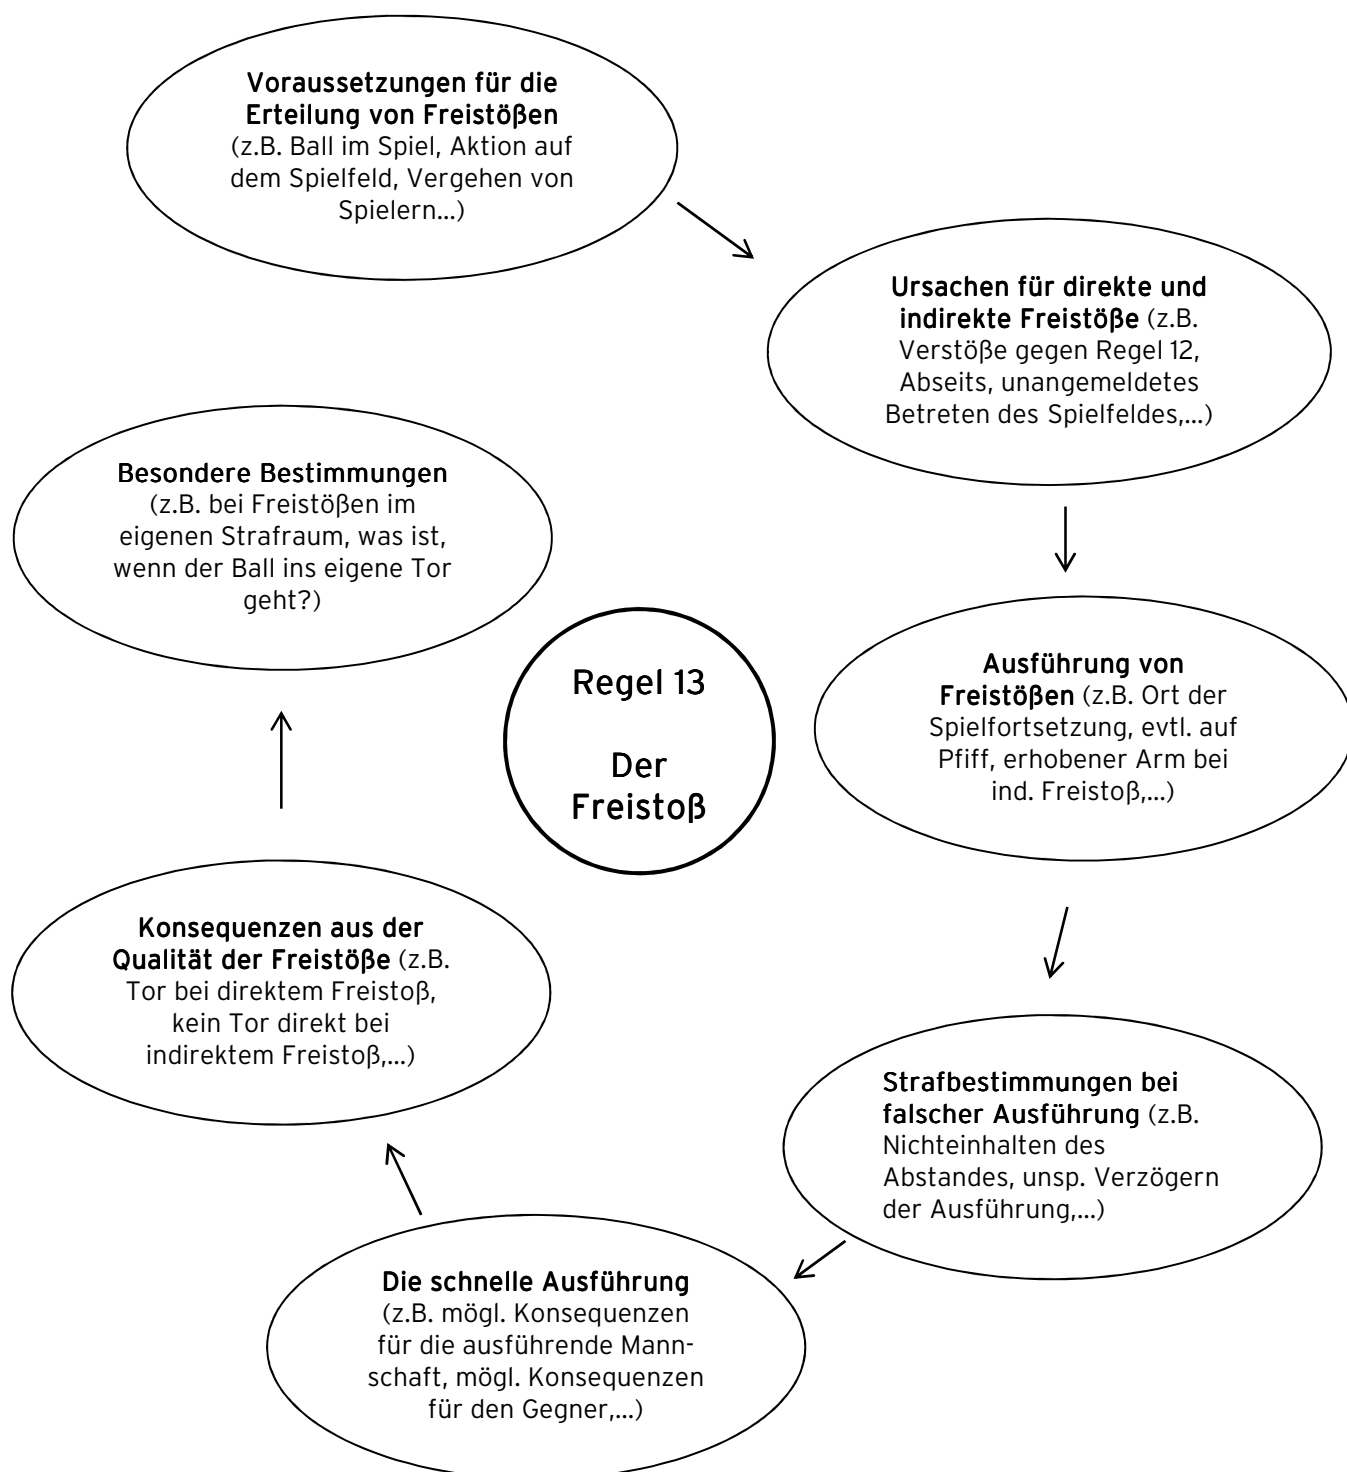 Voraussetzungen für die
Erteilung von Freistößen
(z.B. Ball im Spiel, Aktion auf
dem Spielfeld, Vergehen von
Spielern...)
Ursachen für direkte und
indirekte Freistöße (z.B.
Verstöße gegen Regel 12,
Abseits, unangemeldetes
Betreten des Spielfeldes,...)
Ausführung von
Freistößen (z.B. Ort der
Spielfortsetzung, evtl. auf
Pfiff, erhobener Arm bei
ind. Freistoß,...)
Strafbestimmungen bei
falscher Ausführung (z.B.
Nichteinhalten des
Abstandes, unsp. Verzögern
der Ausführung,...)
Die schnelle Ausführung
(z.B. mögl. Konsequenzen
für die ausführende Mann-
schaft, mögl. Konsequenzen
für den Gegner,...)
Konsequenzen aus der
Qualität der Freistöße (z.B.
Tor bei direktem Freistoß,
kein Tor direkt bei
indirektem Freistoß,...)
Besondere Bestimmungen
(z.B. bei Freistößen im
eigenen Strafraum, was ist,
wenn der Ball ins eigene Tor
geht?)
Regel 13
Der
Freistoß